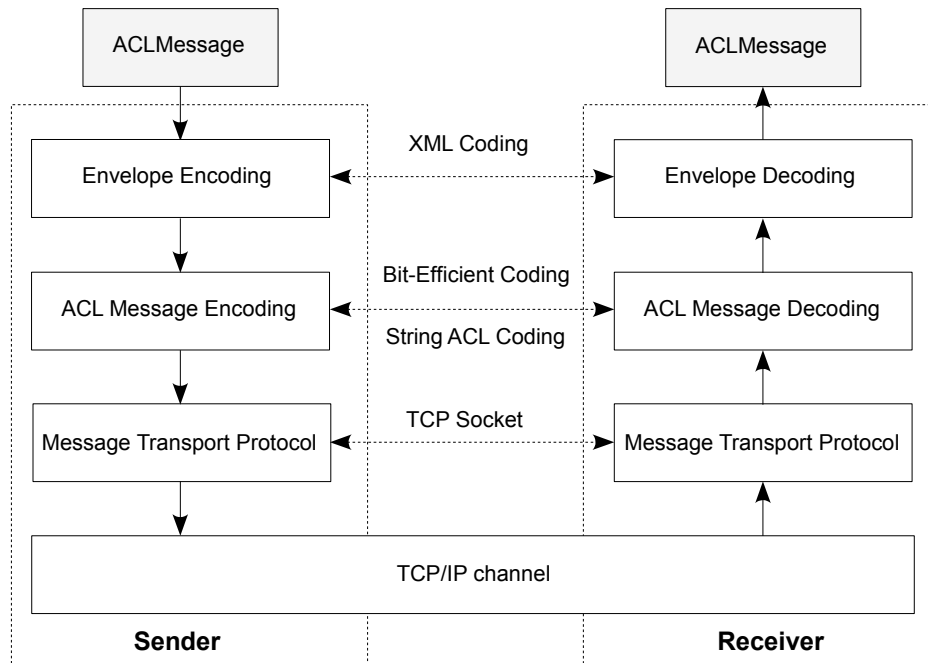 ACLMessage
ACLMessage
XML Coding
Envelope Encoding
Envelope Decoding
Bit-Efficient Coding
ACL Message Encoding
ACL Message Decoding
String ACL Coding
TCP Socket
Message Transport Protocol
Message Transport Protocol
TCP/IP channel
Sender
Receiver